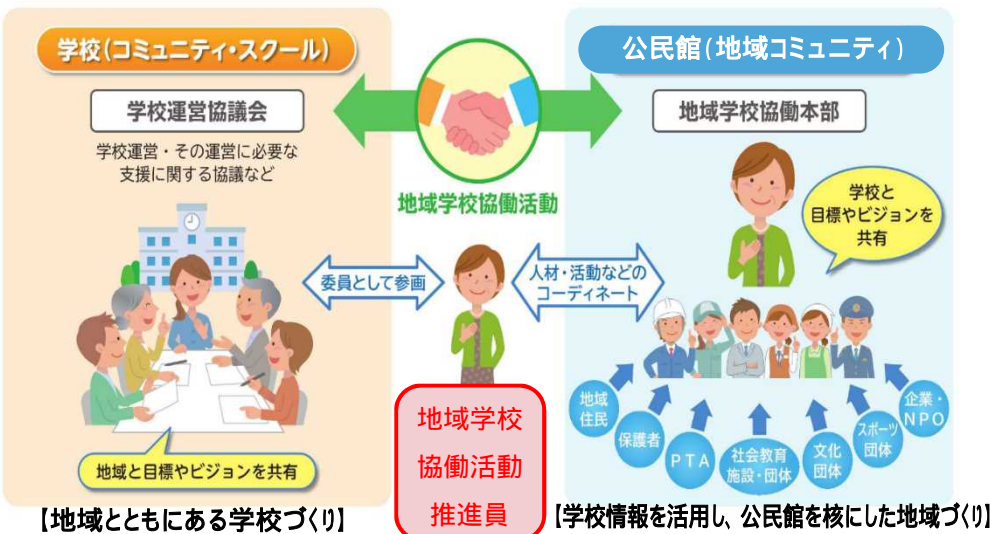 学校(コミュニティ・スクール)
学校運営協議会
学校運営・その運営に必要な
支援に関する協議など
地域と目標やビジョンを共有
【地域とともにある学校づくり】
地域学校協働活動
委員として参画
人材・活動などの
コーディネート
地域学校
協働活動
推進員
公民館(地域コミュニティ)
地域学校協働本部
学校と
目標やビジョンを
共有
地域
住民
保護者
PTA
社会教育
施設・団体
文化
団体
スポーツ
団体
企業・
NPO
【学校情報を活用し、公民館を核にした地域づくり】